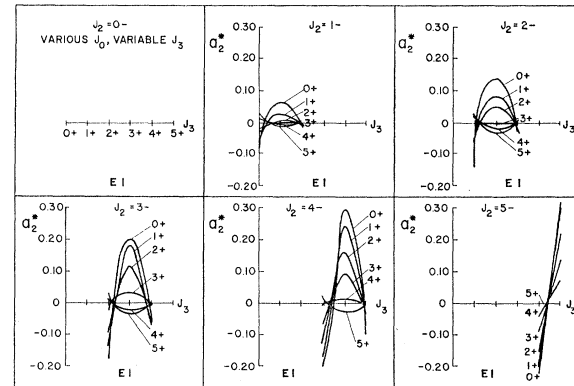 J2=0-
VARIOUS J0, VARIABLE J3
J3
0+ 1+ 2+ 3+ 4+ 5+
E1
J2=1-
a2*
0.30
0.20
0.10
0
-0.10
-0.20
0+
1+
2+
3+
4+
5+
J3
E1
J2=2-
a2*
0.30
0.20
0.10
0
-0.10
-0.20
0+
1+
2+
3+
4+
5+
J3
E1
J2=3-
a2*
0.30
0.20
0.10
0
-0.10
-0.20
0+
1+
2+
3+
4+
5+
J3
E1
J2=4-
a2*
0.30
0.20
0.10
0
-0.10
-0.20
0+
1+
2+
3+
4+
5+
J3
E1
J2=5-
a2*
0.30
0.20
0.10
0
-0.10
-0.20
5+
4+
3+
2+
1+
0+
J3
E1